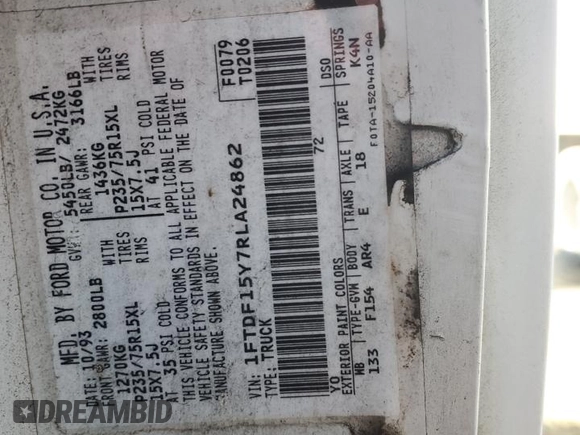 MFD. BY FORD MOTOR CO. IN U.S.A.
DATE: 10/93 GVWR: 5450LB/ 2472KG
FRONT GAWR: 2800LB REAR GAWR: 3166LB
1270KG WITH 1436KG WITH
P235/75R15XL TIRES P235/75R15XL TIRES
15X7.5J RIMS 15X7.5J RIMS
AT 35 PSI COLD AT 41 PSI COLD
THIS VEHICLE CONFORMS TO ALL APPLICABLE FEDERAL MOTOR
VEHICLE SAFETY STANDARDS IN EFFECT ON THE DATE OF
MANUFACTURE SHOWN ABOVE.
F0079
T0206
VIN: 1FTDF15Y7RLA24862
TYPE: TRUCK
72
YO
EXTERIOR PAINT COLORS DSO
WB TYPE-GVM BODY TRANS AXLE TAPE SPRINGS
133 F154 AR4 E 18 K4N
F0TA-15204A10-AA
DREAMBID